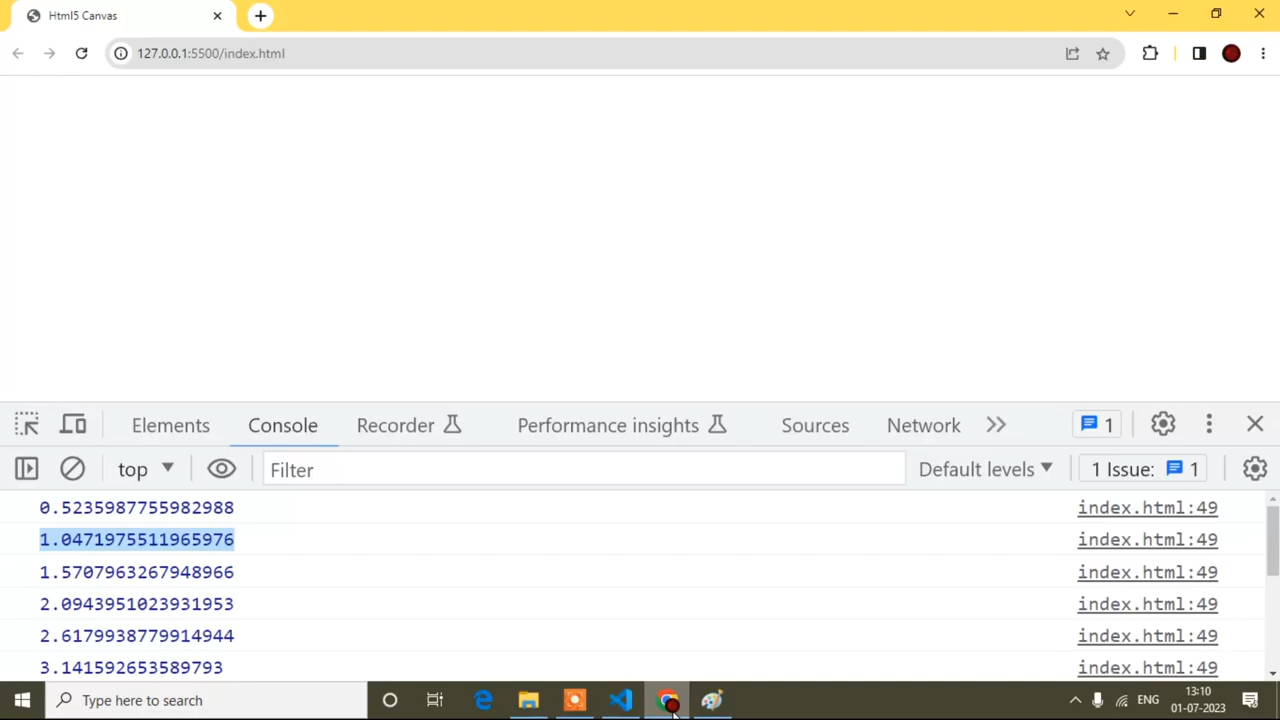 Html5 Canvas
127.0.0.1:5500/index.html
Elements Console Recorder Performance insights Sources Network 1
top Filter Default levels 1 Issue: 1
0.5235987755982988 index.html:49
1.0471975511965976 index.html:49
1.5707963267948966 index.html:49
2.0943951023931953 index.html:49
2.6179938779914944 index.html:49
3.141592653589793 index.html:49
Type here to search ENG 13:10
01-07-2023